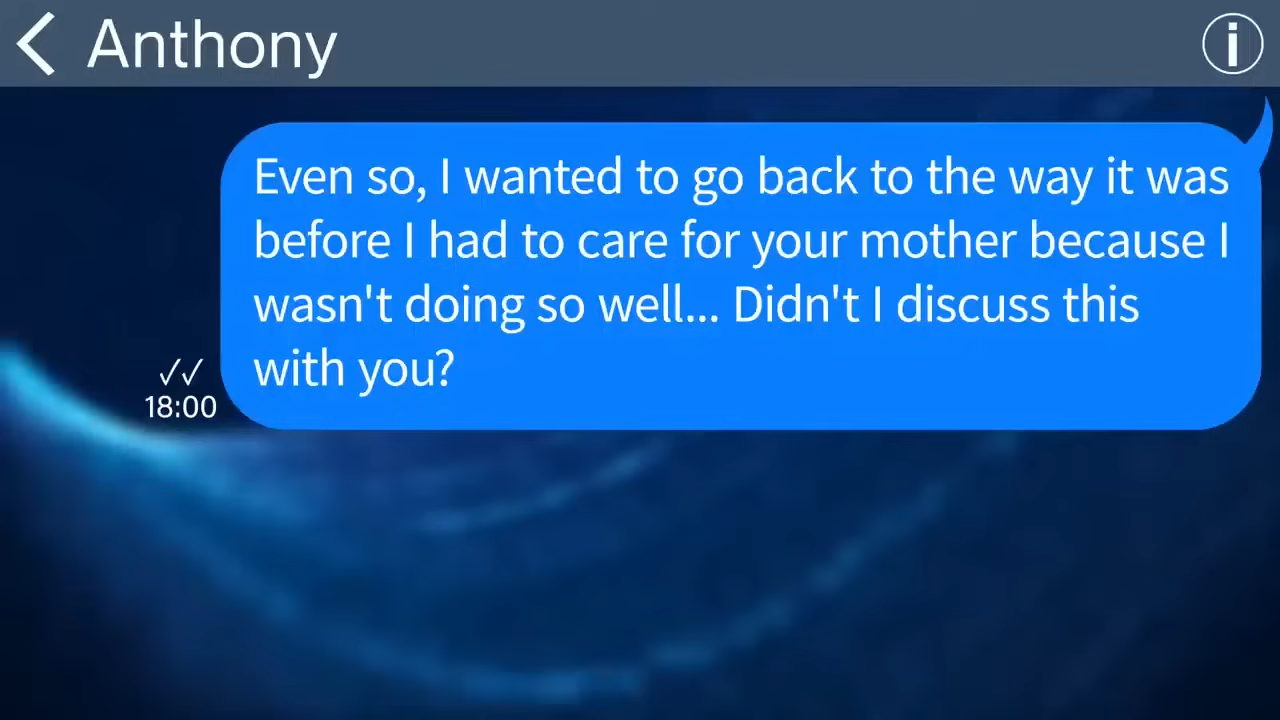 Anthony
Even so, I wanted to go back to the way it was
before I had to care for your mother because I
wasn't doing so well... Didn't I discuss this
with you?
18:00